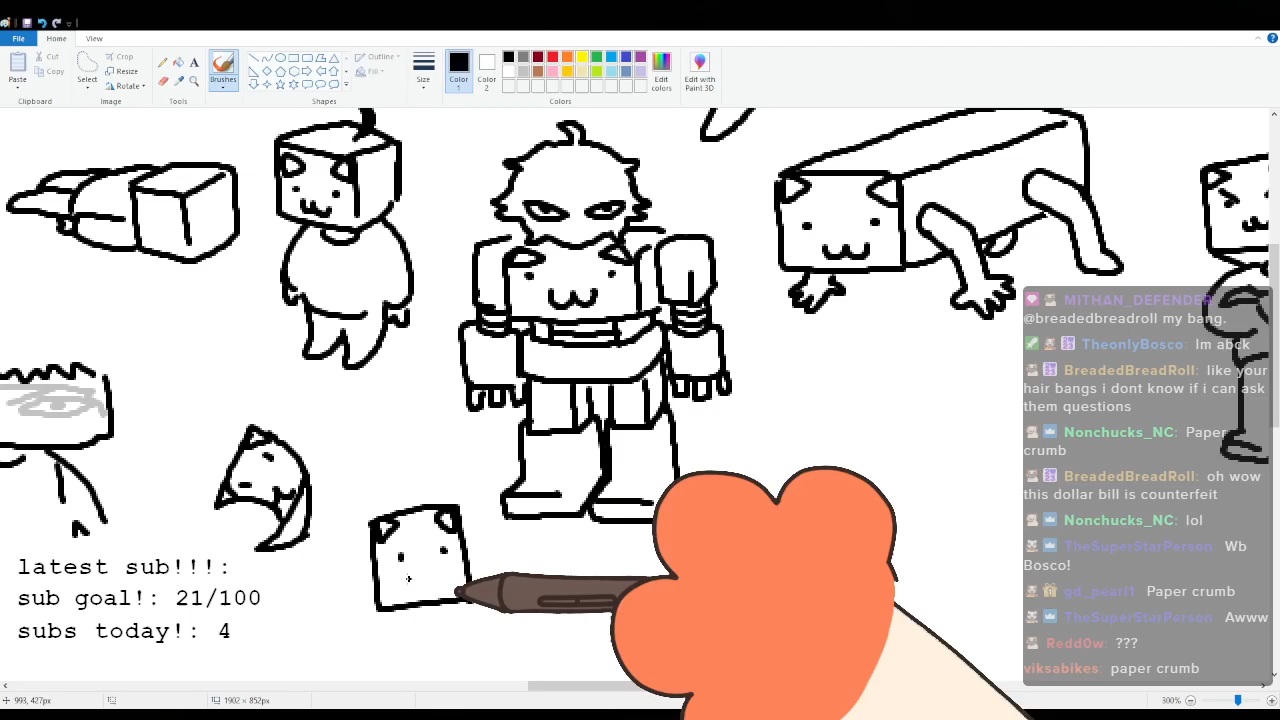 File
Home
View
Paste
Cut
Copy
Clipboard
Select
Crop
Resize
Rotate
Image
Tools
Brushes
Shapes
Outline
Fill
Size
Color 1
Color 2
Edit colors
Colors
Edit with Paint 3D
MITHAN_DEFENDER
@breadedbreadroll my bang.
TheonlyBosco: Im abck
BreadedBreadRoll: like your
hair bangs i dont know if i can ask
them questions
Nonchucks_NC: Paper
crumb
BreadedBreadRoll: oh wow
this dollar bill is counterfeit
Nonchucks_NC: lol
TheSuperStarPerson Wb
Bosco!
gd_pearl1 Paper crumb
TheSuperStarPerson Awww
Redd0w: ???
viksabikes: paper crumb
latest sub!!!:
sub goal!: 21/100
subs today!: 4
993, 427px
1902 × 852px
300%